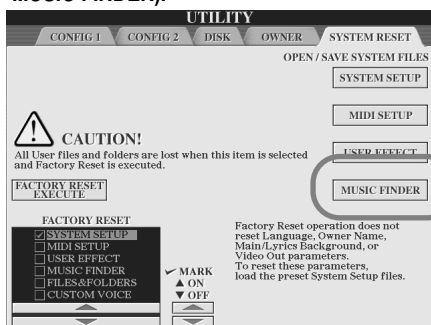 MUSIC FINDER).
UTILITY
CONFIG 1 CONFIG 2 DISK OWNER SYSTEM RESET
OPEN / SAVE SYSTEM FILES
SYSTEM SETUP
MIDI SETUP
USER EFFECT
MUSIC FINDER
CAUTION!
All User files and folders are lost when this item is selected
and Factory Reset is executed.
FACTORY RESET
EXECUTE
FACTORY RESET
SYSTEM SETUP
MIDI SETUP
USER EFFECT
MUSIC FINDER
FILES&FOLDERS
CUSTOM VOICE
MARK
▲ ON
▼ OFF
Factory Reset operation does not
reset Language, Owner Name,
Main/Lyrics Background, or
Video Out parameters.
To reset these parameters,
load the preset System Setup files.